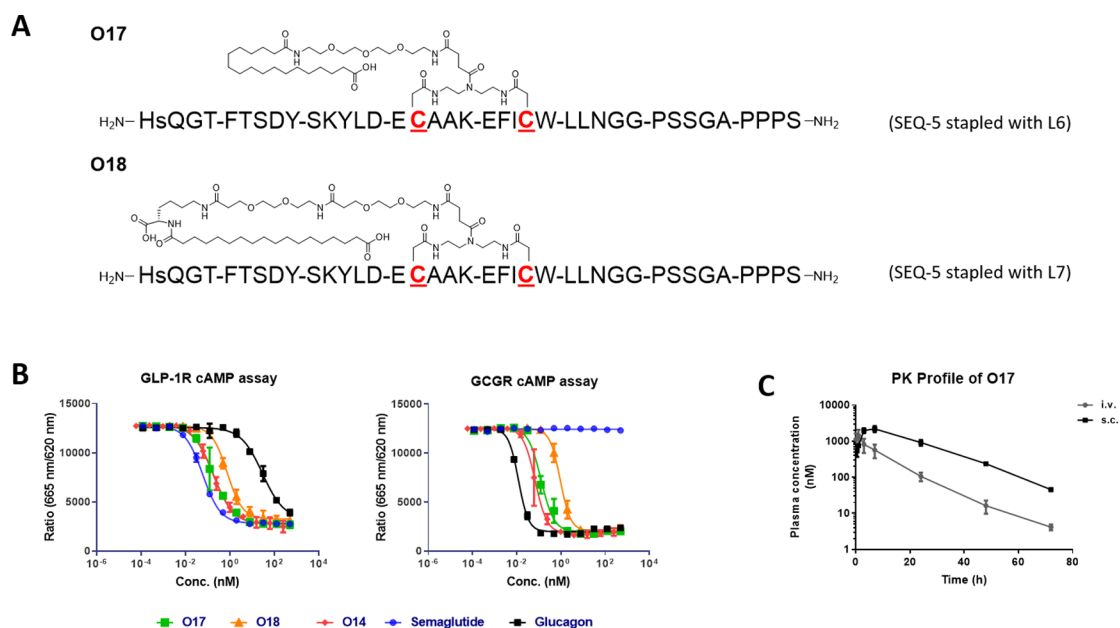 A
O17
H₂N–HsQGT-FTSDY-SKYLD-ECAAK-EFICW-LLNGG-PSSGA-PPPS–NH₂
(SEQ-5 stapled with L6)
O18
H₂N–HsQGT-FTSDY-SKYLD-ECAAK-EFICW-LLNGG-PSSGA-PPPS–NH₂
(SEQ-5 stapled with L7)
B
GLP-1R cAMP assay
Ratio (665 nm/620 nm)
15000
10000
5000
0
10⁻⁶ 10⁻⁴ 10⁻² 10⁰ 10² 10⁴
Conc. (nM)
GCGR cAMP assay
Ratio (665 nm/620 nm)
15000
10000
5000
0
10⁻⁶ 10⁻⁴ 10⁻² 10⁰ 10² 10⁴
Conc. (nM)
O17 O18 O14 Semaglutide Glucagon
C
PK Profile of O17
i.v.
s.c.
Plasma concentration
(nM)
10000
1000
100
10
1
0 20 40 60 80
Time (h)